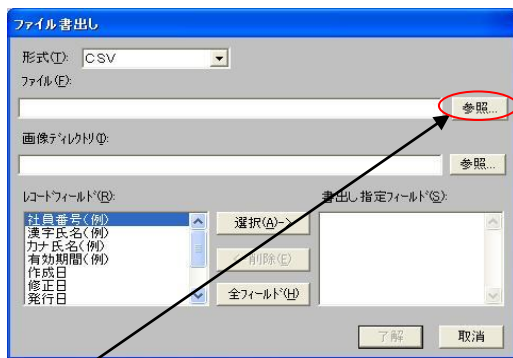 ファイル書出し
形式(T): CSV
ファイル(F):
参照...
画像ディレクトリ(I):
参照...
レコードフィールド(R):
書出し指定フィールド(S):
社員番号(例)
漢字氏名(例)
カナ氏名(例)
有効期間(例)
作成日
修正日
発行日
選択(A)->
<-削除(E)
全フィールド(H)
了解
取消